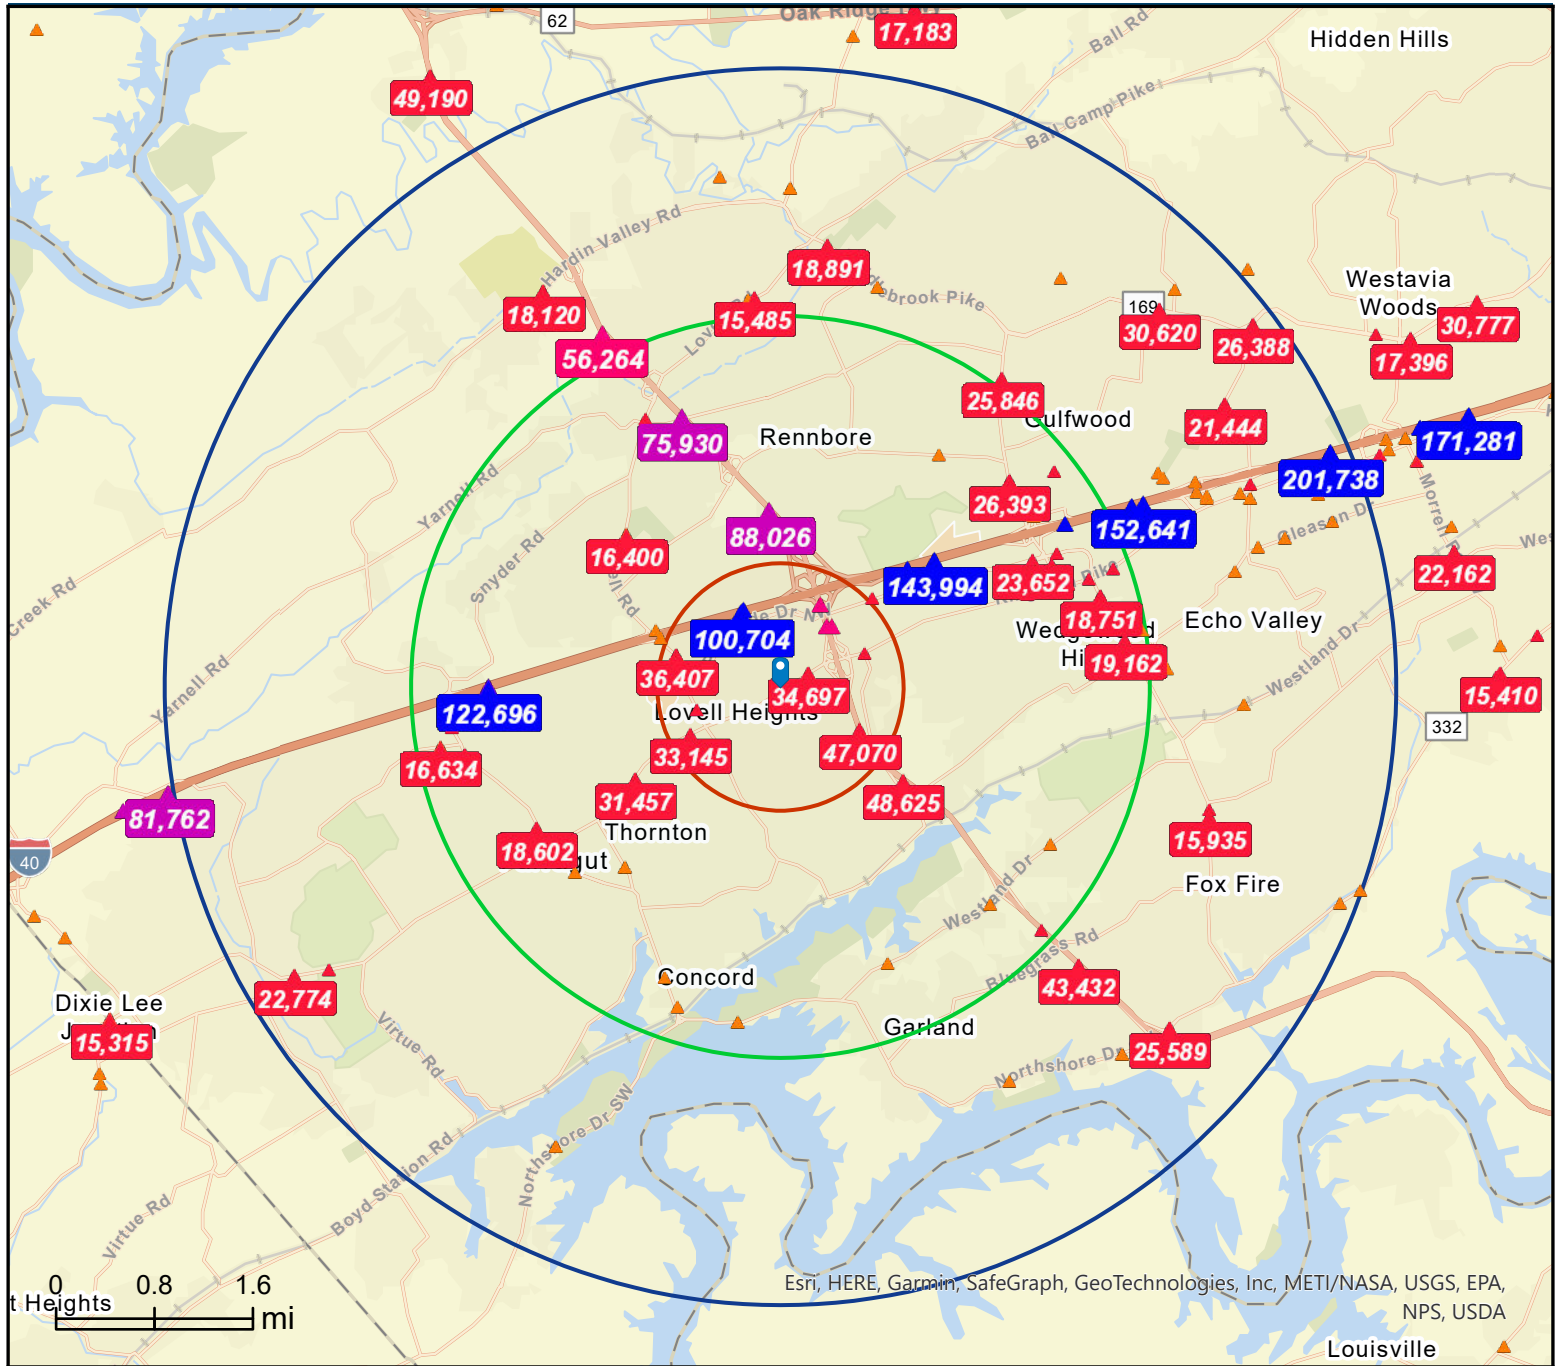 62
Oak Ridge
17,183
Ball Rd
Hidden Hills
49,190
Ball Camp Pike
Hardin Valley Rd
18,891
18,120
15,485
Westavia
Woods
169
30,620
30,777
26,388
17,396
56,264
25,846
Gulfwood
21,444
75,930
Rennbore
171,281
201,738
Yarnell Rd
26,393
Morrell
88,026
152,641
Gleason Dr
16,400
Snyder Rd
143,994
23,652
Pike
22,162
Creek Rd
18,751
Echo Valley
100,704
Wedgewood
36,407
34,697
19,162
Westland Dr
Yarnell Rd
Lovell Heights
15,410
122,696
332
33,145
47,070
16,634
31,457
48,625
81,762
Thornton
15,935
18,602
40
Fox Fire
Westland Dr
Bluegrass Rd
Concord
43,432
22,774
Dixie Lee
15,315
Garland
Virtue Rd
25,589
Northshore Dr
Northshore Dr SW
Boyd Station Rd
Virtue Rd
0 0.8 1.6
mi
t Heights
Esri, HERE, Garmin, SafeGraph, GeoTechnologies, Inc, METI/NASA, USGS, EPA,
NPS, USDA
Louisville